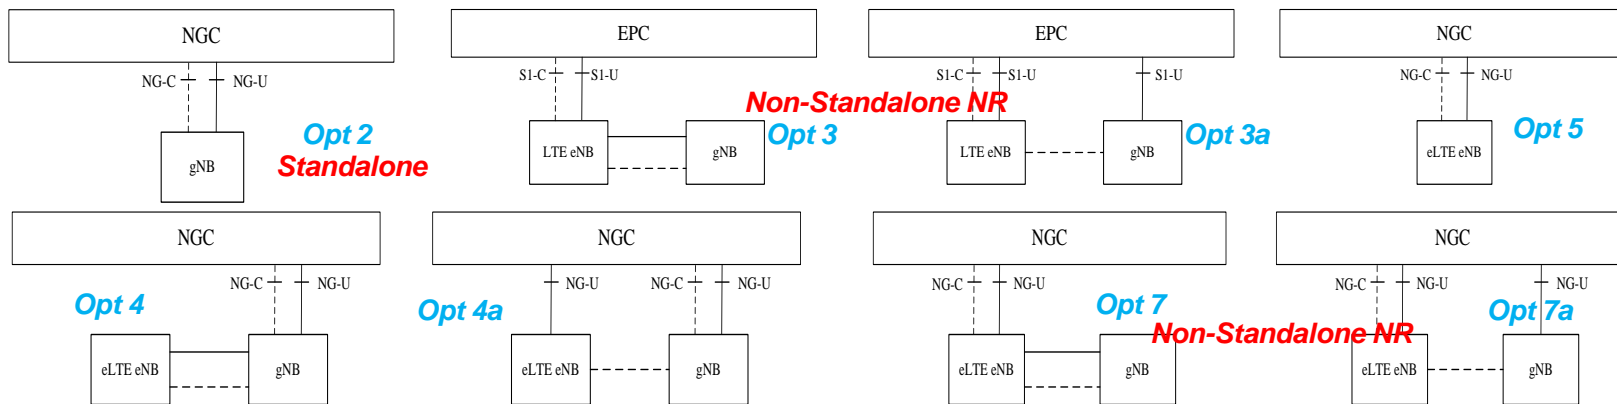 NGC
NG-C NG-U
gNB
Opt 2
Standalone
EPC
S1-C S1-U
LTE eNB
gNB
Opt 3
Non-Standalone NR
EPC
S1-C S1-U
S1-U
LTE eNB
gNB
Opt 3a
NGC
NG-C NG-U
eLTE eNB
Opt 5
NGC
NG-C NG-U
Opt 4
eLTE eNB
gNB
NGC
NG-U
NG-C NG-U
Opt 4a
eLTE eNB
gNB
NGC
NG-C NG-U
Opt 7
eLTE eNB
gNB
Non-Standalone NR
NGC
NG-C NG-U
NG-U
Opt 7a
eLTE eNB
gNB